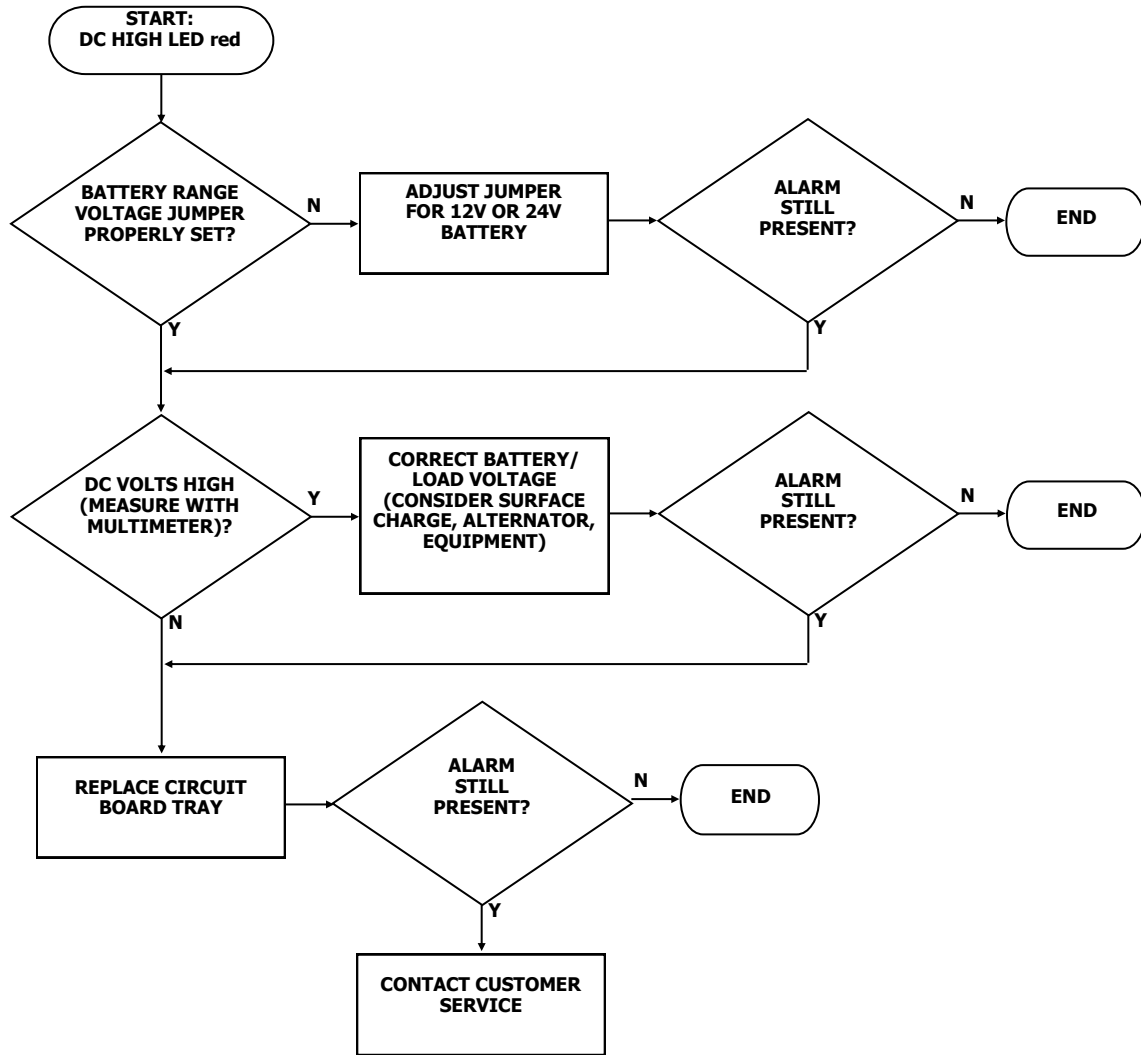 START:
DC HIGH LED red
BATTERY RANGE
VOLTAGE JUMPER
PROPERLY SET?
N
ADJUST JUMPER
FOR 12V OR 24V
BATTERY
ALARM
STILL
PRESENT?
N
END
Y
Y
DC VOLTS HIGH
(MEASURE WITH
MULTIMETER)?
Y
CORRECT BATTERY/
LOAD VOLTAGE
(CONSIDER SURFACE
CHARGE, ALTERNATOR,
EQUIPMENT)
ALARM
STILL
PRESENT?
N
END
N
Y
REPLACE CIRCUIT
BOARD TRAY
ALARM
STILL
PRESENT?
N
END
Y
CONTACT CUSTOMER
SERVICE